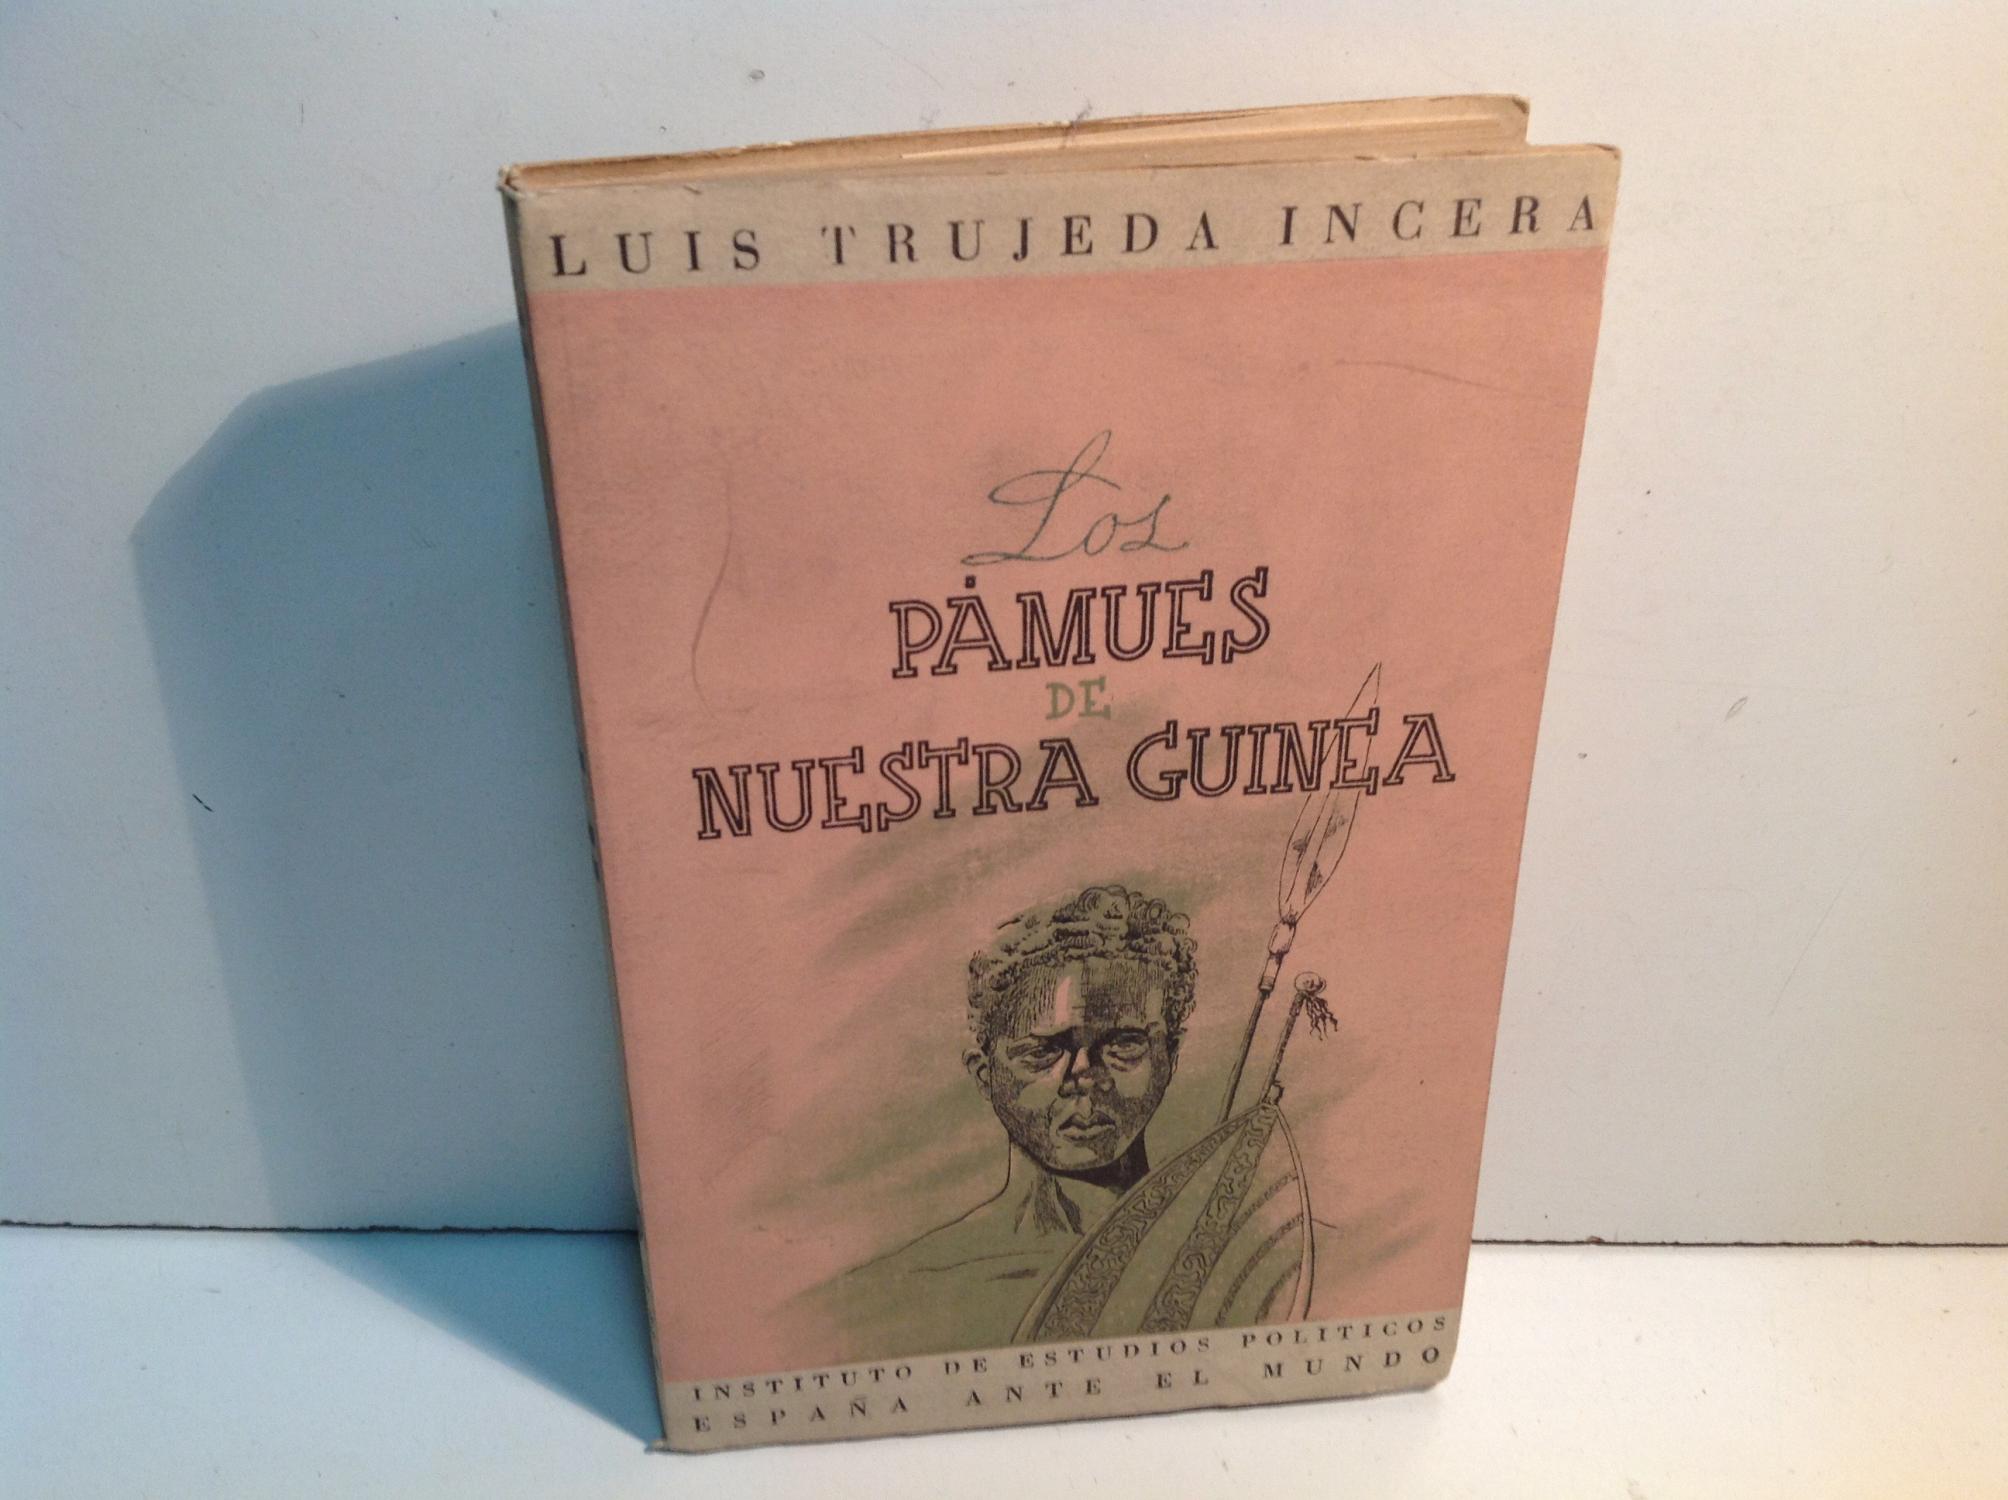 LUIS TRUJEDA INCERA
Los
PÁMUES
DE
NUESTRA GUINEA
INSTITUTO DE ESTUDIOS POLITICOS
ESPAÑA ANTE EL MUNDO